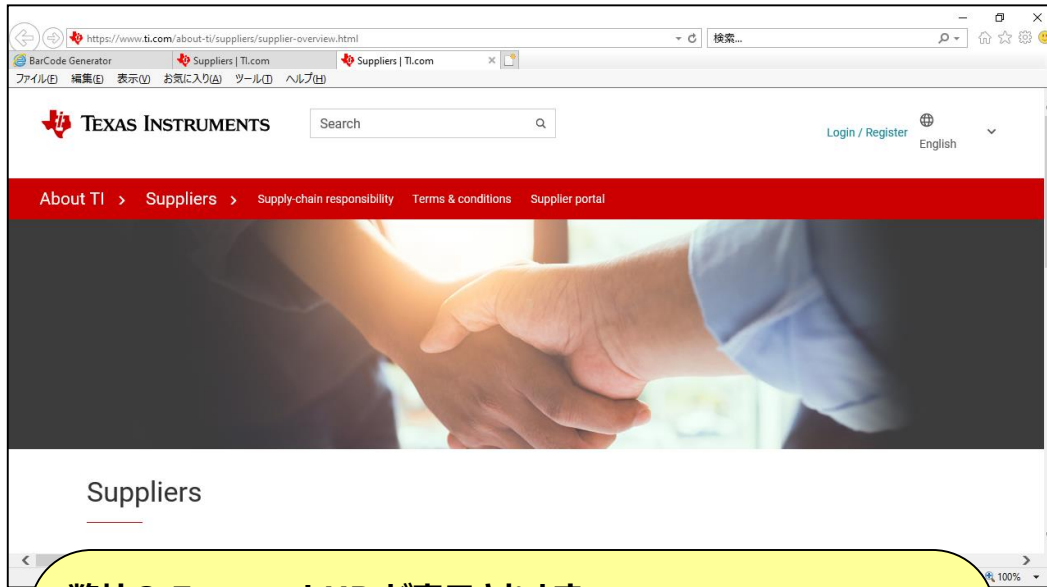 https://www.ti.com/about-ti/suppliers/supplier-overview.html
検索...
BarCode Generator
Suppliers | TI.com
Suppliers | TI.com
ファイル(F) 編集(E) 表示(V) お気に入り(A) ツール(T) ヘルプ(H)
TEXAS INSTRUMENTS
Search
Login / Register
English
About TI > Suppliers > Supply-chain responsibility Terms & conditions Supplier portal
Suppliers
100%